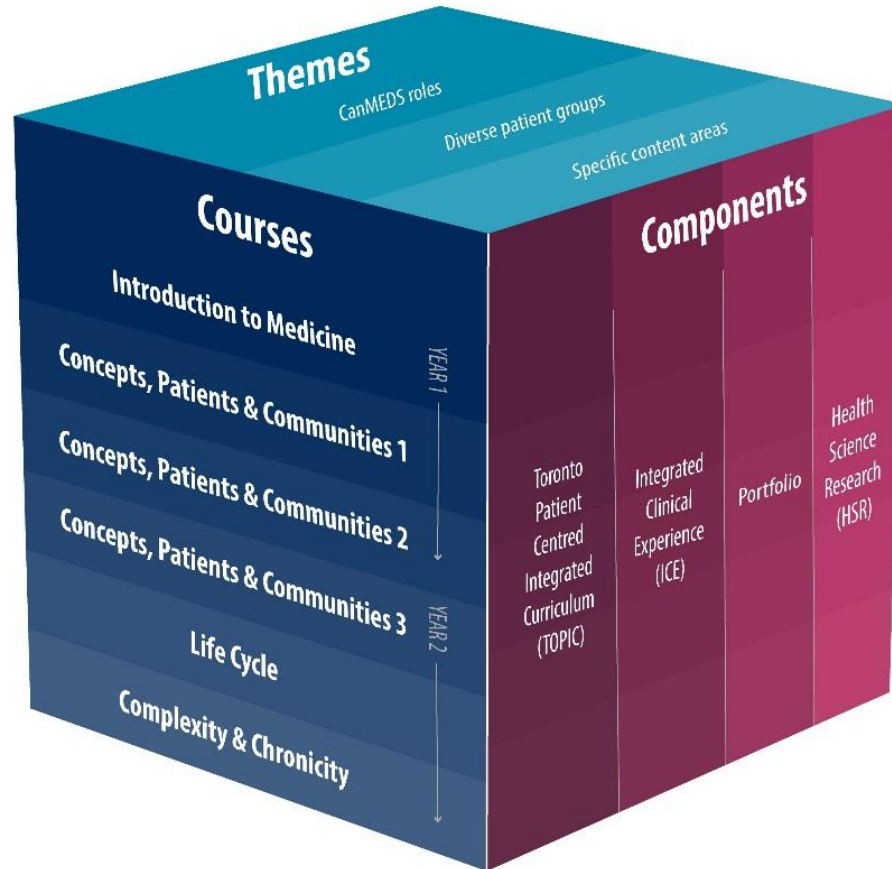 Themes
CanMEDS roles
Diverse patient groups
Specific content areas
Courses
Introduction to Medicine
Concepts, Patients & Communities 1
Concepts, Patients & Communities 2
Concepts, Patients & Communities 3
Life Cycle
Complexity & Chronicity
YEAR 1
YEAR 2
Components
Toronto
Patient
Centred
Integrated
Curriculum
(TOPIC)
Integrated
Clinical
Experience
(ICE)
Portfolio
Health
Science
Research
(HSR)